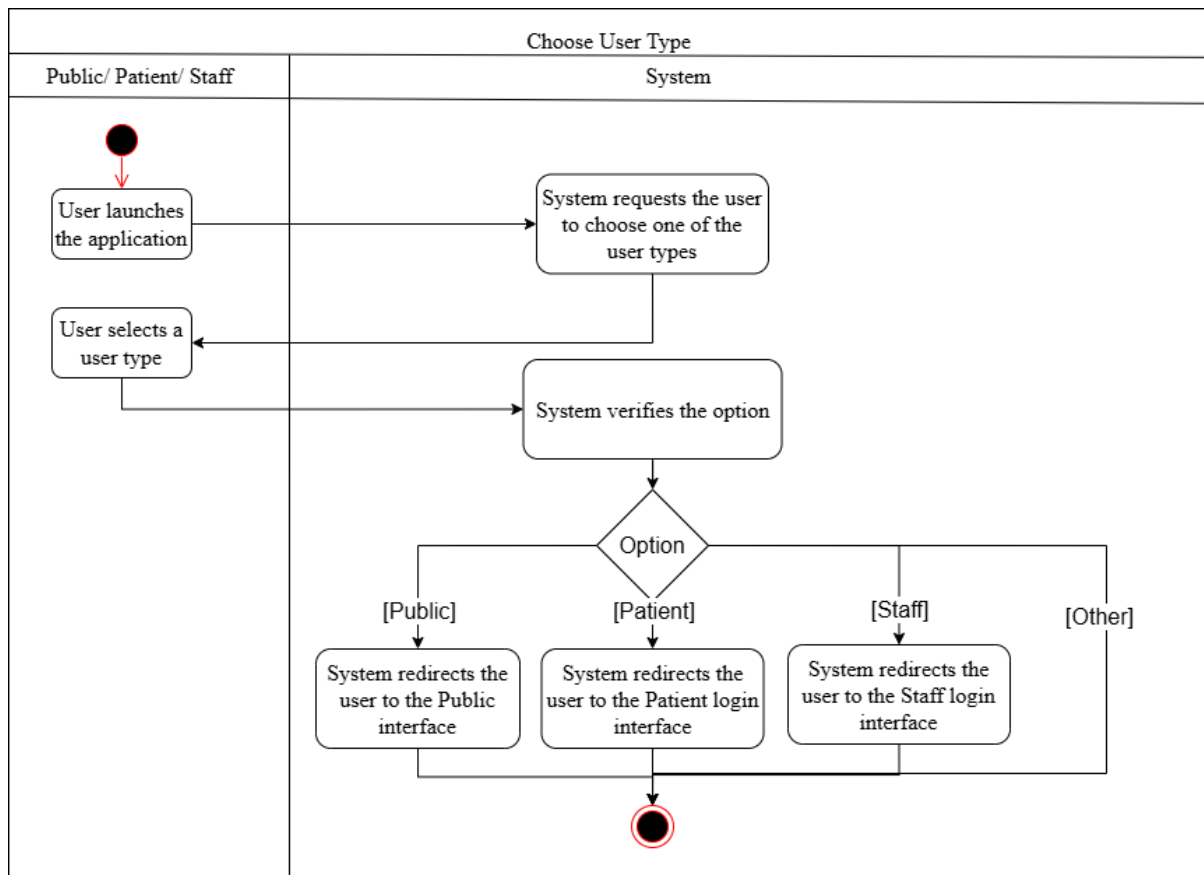 Choose User Type
Public/ Patient/ Staff
System
User launches
the application
System requests the user
to choose one of the
user types
User selects a
user type
System verifies the option
Option
[Public]
[Patient]
[Staff]
[Other]
System redirects the
user to the Public
interface
System redirects the
user to the Patient login
interface
System redirects the
user to the Staff login
interface